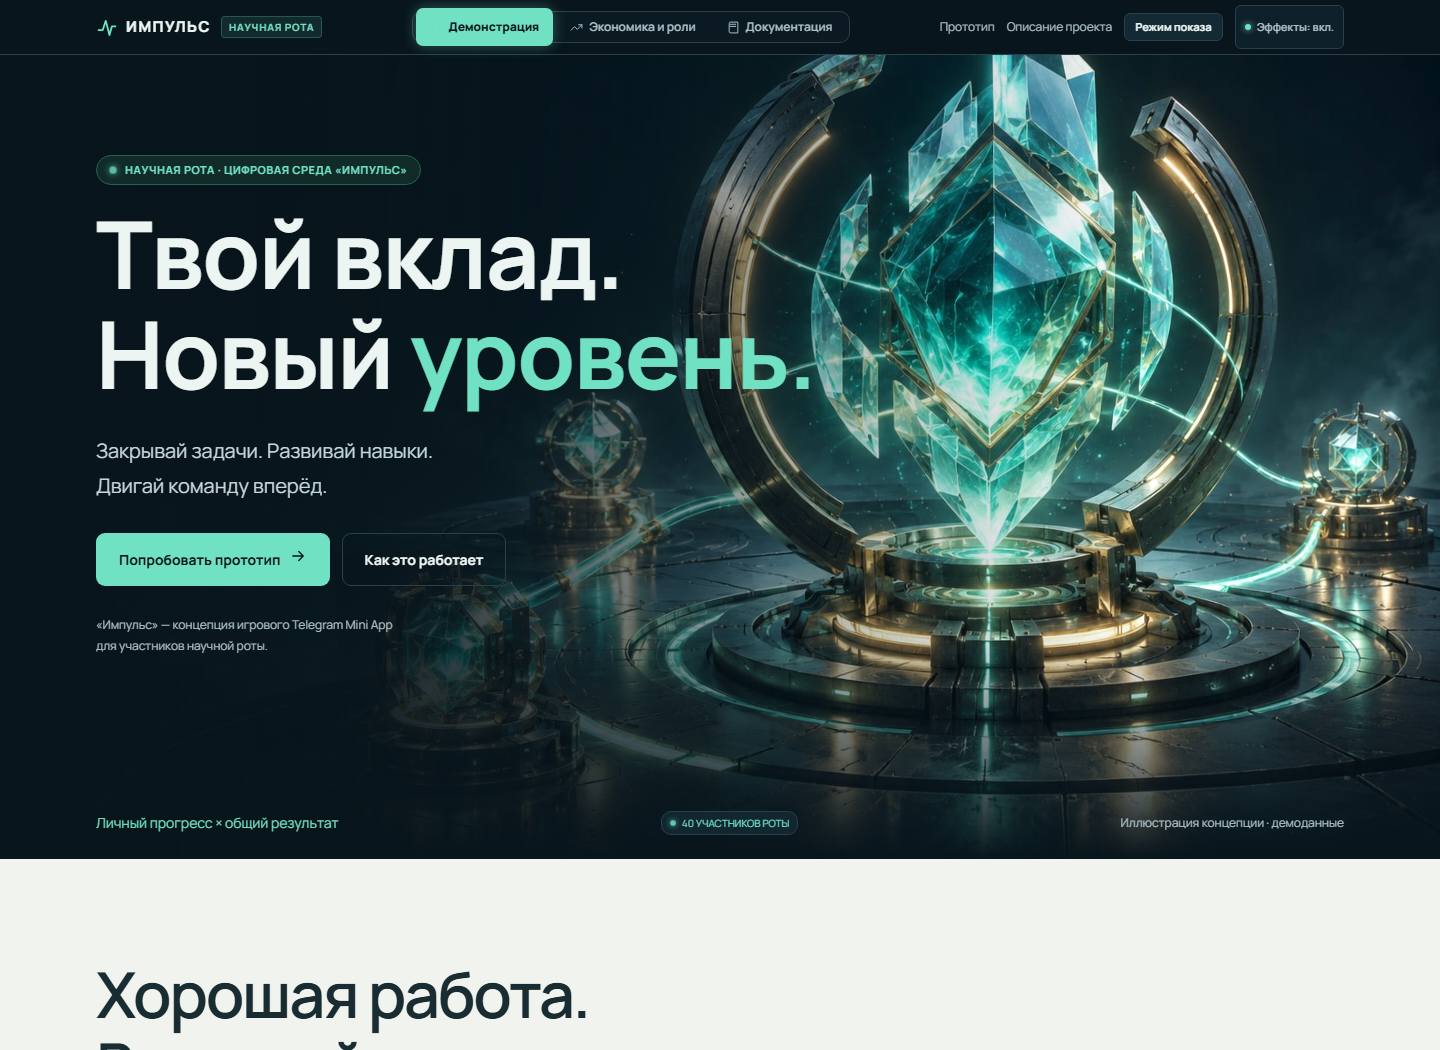 ИМПУЛЬС
НАУЧНАЯ РОТА
Демонстрация
Экономика и роли
Документация
Прототип
Описание проекта
Режим показа
Эффекты: вкл.
НАУЧНАЯ РОТА · ЦИФРОВАЯ СРЕДА «ИМПУЛЬС»
Твой вклад.
Новый уровень.
Закрывай задачи. Развивай навыки.
Двигай команду вперёд.
Попробовать прототип →
Как это работает
«Импульс» — концепция игрового Telegram Mini App
для участников научной роты.
Личный прогресс × общий результат
40 УЧАСТНИКОВ РОТЫ
Иллюстрация концепции · демоданные
Хорошая работа.